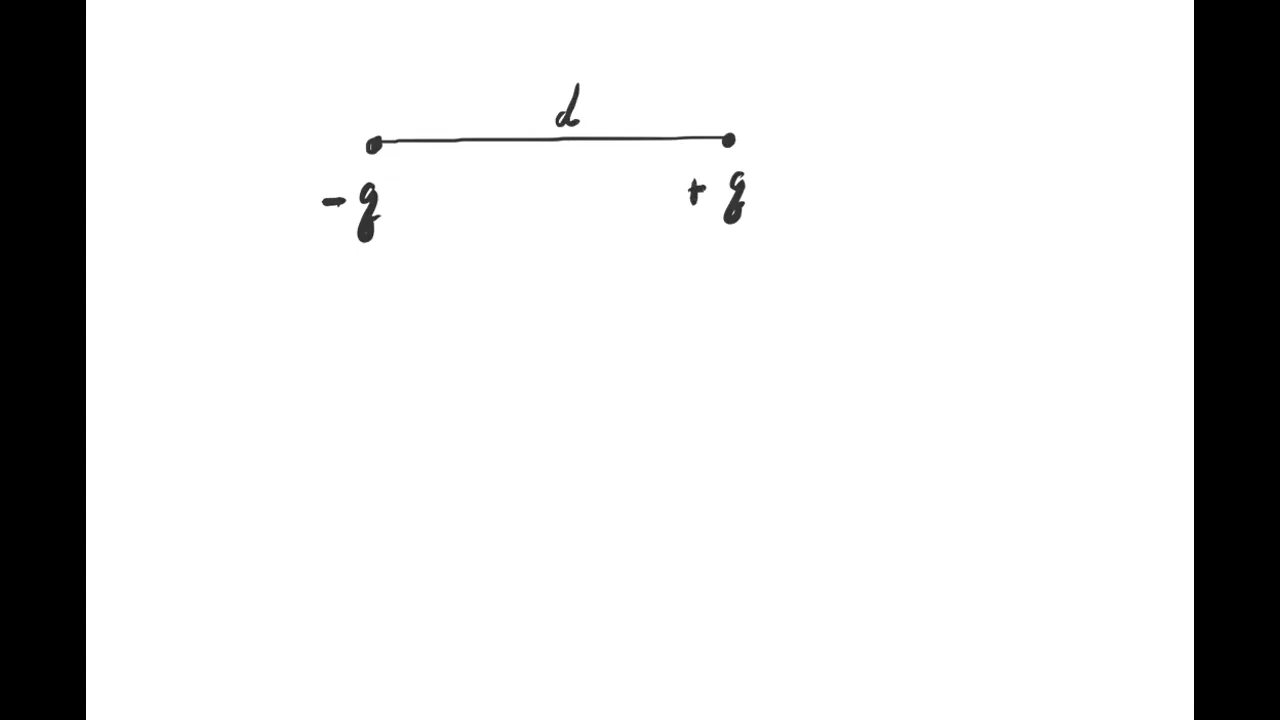 d
- q + q